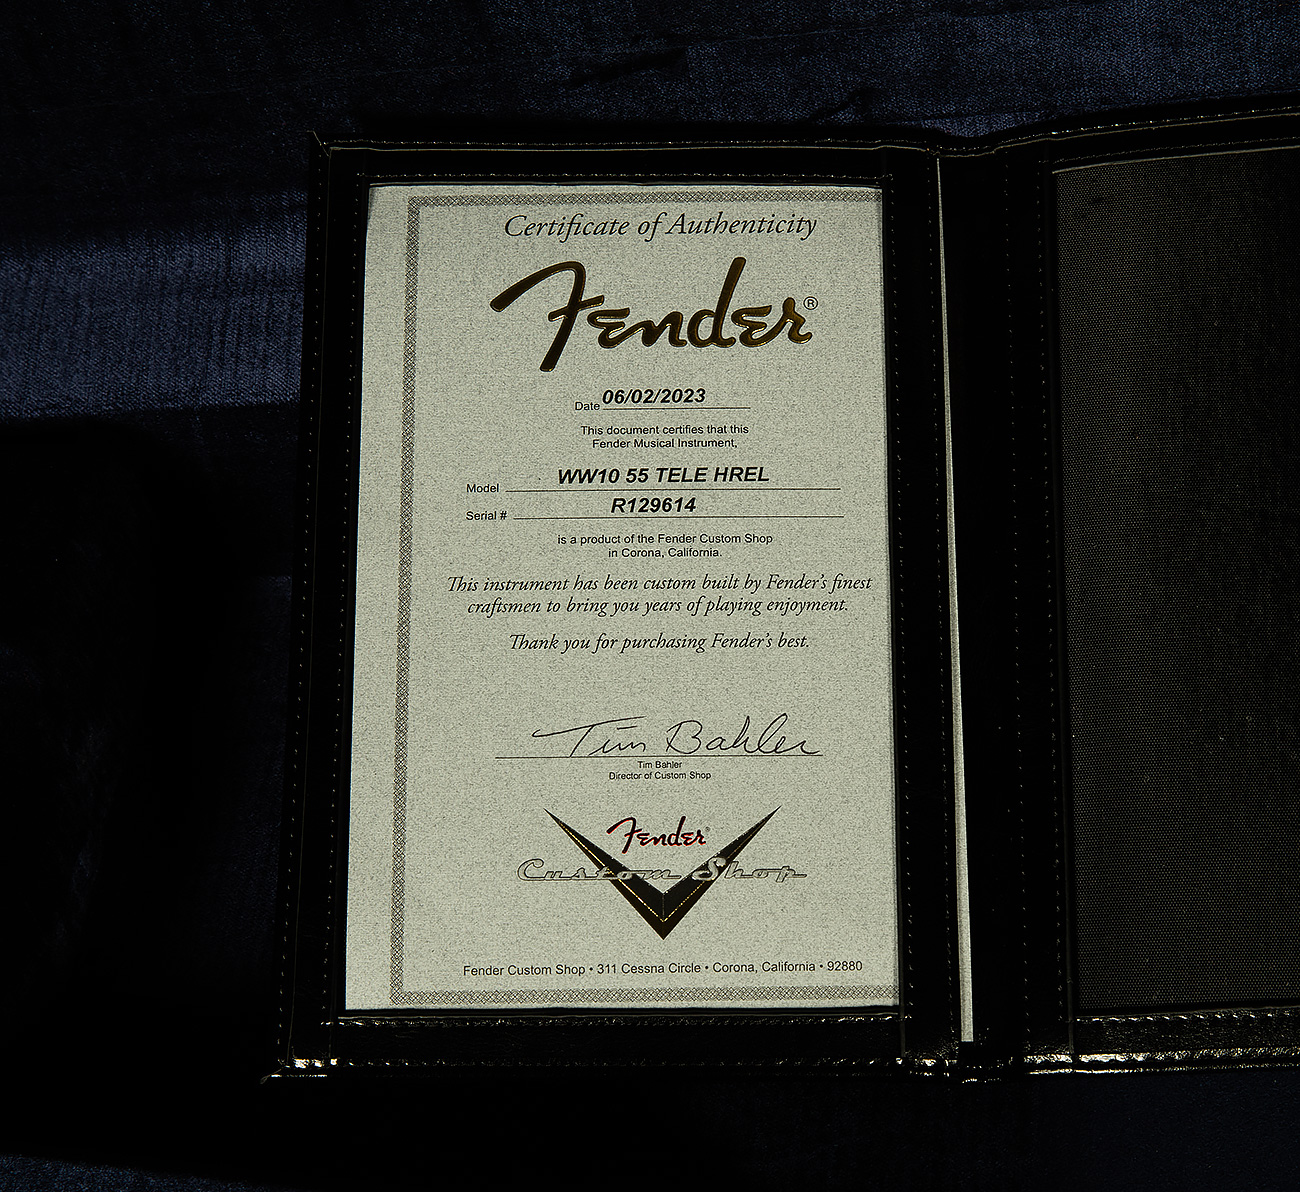 Certificate of Authenticity
Fender®
Date 06/02/2023
This document certifies that this
Fender Musical Instrument,
Model WW10 55 TELE HREL
Serial # R129614
is a product of the Fender Custom Shop
in Corona, California.
This instrument has been custom built by Fender's finest
craftsmen to bring you years of playing enjoyment.
Thank you for purchasing Fender's best.
Tim Bahler
Tim Bahler
Director of Custom Shop
Fender®
Custom Shop
Fender Custom Shop • 311 Cessna Circle • Corona, California • 92880